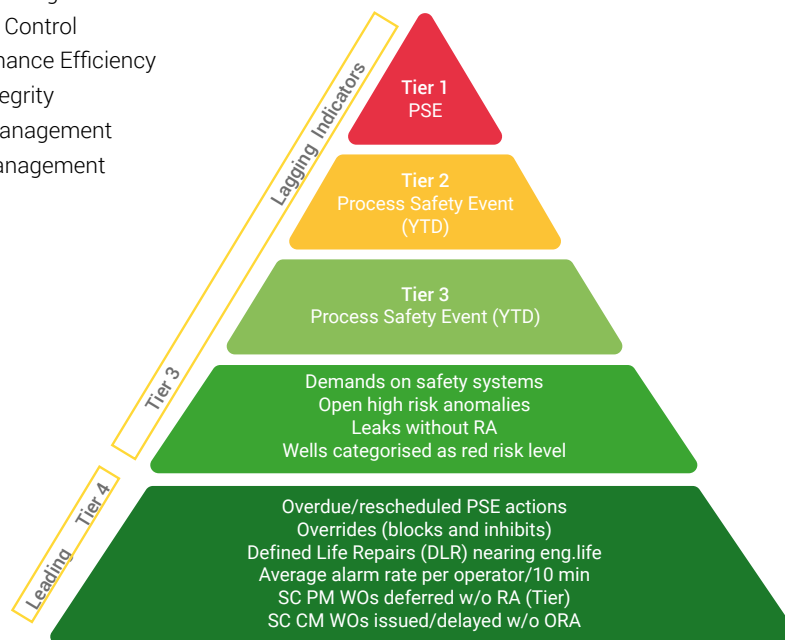 Control
nance Efficiency
egrity
anagement
anagement
Lagging Indicators
Tier 3
Leading Tier 4
Tier 1
PSE
Tier 2
Process Safety Event
(YTD)
Tier 3
Process Safety Event (YTD)
Demands on safety systems
Open high risk anomalies
Leaks without RA
Wells categorised as red risk level
Overdue/rescheduled PSE actions
Overrides (blocks and inhibits)
Defined Life Repairs (DLR) nearing eng.life
Average alarm rate per operator/10 min
SC PM WOs deferred w/o RA (Tier)
SC CM WOs issued/delayed w/o ORA